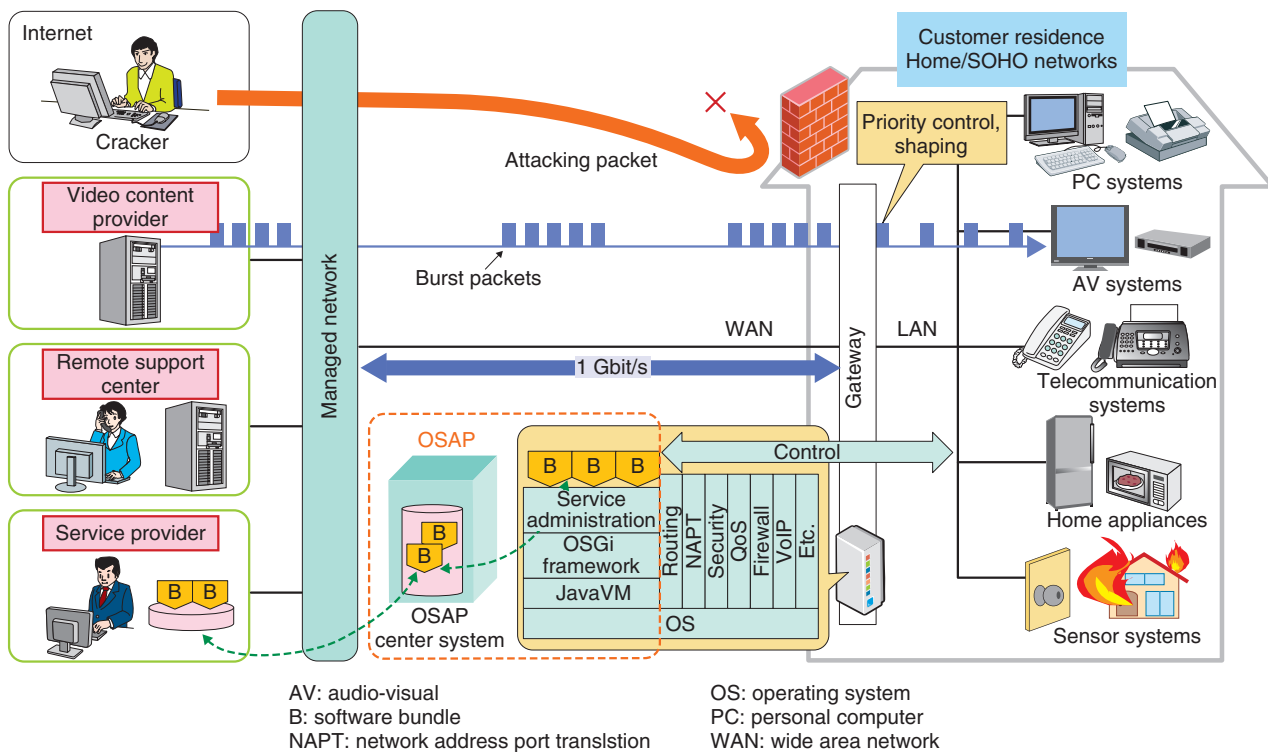 Internet
Cracker
Video content
provider
Remote support
center
Service provider
B
B
Managed network
Attacking packet
Burst packets
WAN
LAN
1 Gbit/s
Gateway
Customer residence
Home/SOHO networks
Priority control,
shaping
PC systems
AV systems
Telecommunication
systems
Home appliances
Sensor systems
OSAP
B
B
OSAP
center system
B
B
B
Control
Service
administration
OSGi
framework
JavaVM
OS
Routing
NAPT
Security
QoS
Firewall
VoIP
Etc.
AV: audio-visual
B: software bundle
NAPT: network address port translstion
OS: operating system
PC: personal computer
WAN: wide area network